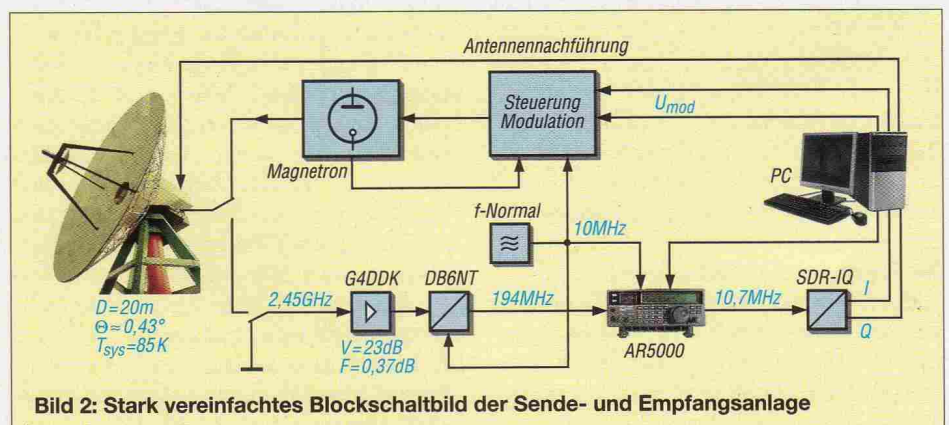 Antennennachführung
Steuerung
Modulation
U_mod
Magnetron
PC
f-Normal
10MHz
G4DDK
DB6NT
SDR-IQ
2,45GHz
194MHz
10,7MHz
I
Q
AR5000
D=20m
Θ≈0,43°
T_sys=85K
V=23dB
F=0,37dB
Bild 2: Stark vereinfachtes Blockschaltbild der Sende- und Empfangsanlage